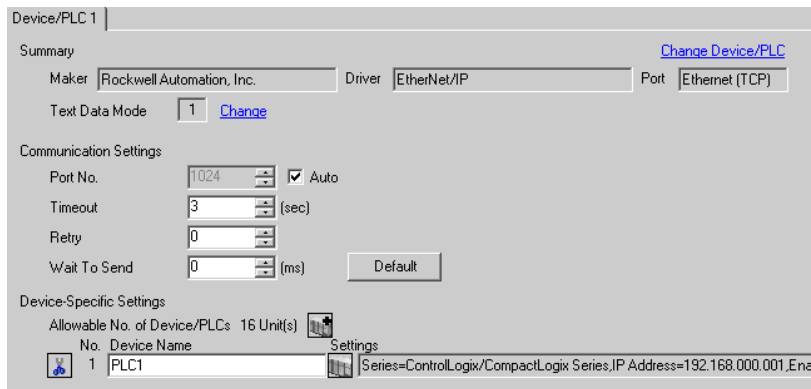 Device/PLC 1
Summary Change Device/PLC
Maker Rockwell Automation, Inc. Driver EtherNet/IP Port Ethernet (TCP)
Text Data Mode 1 Change
Communication Settings
Port No. 1024 Auto
Timeout 3 (sec)
Retry 0
Wait To Send 0 (ms) Default
Device-Specific Settings
Allowable No. of Device/PLCs 16 Unit(s)
No. Device Name Settings
1 PLC1 Series=ControlLogix/CompactLogix Series,IP Address=192.168.000.001,Ena